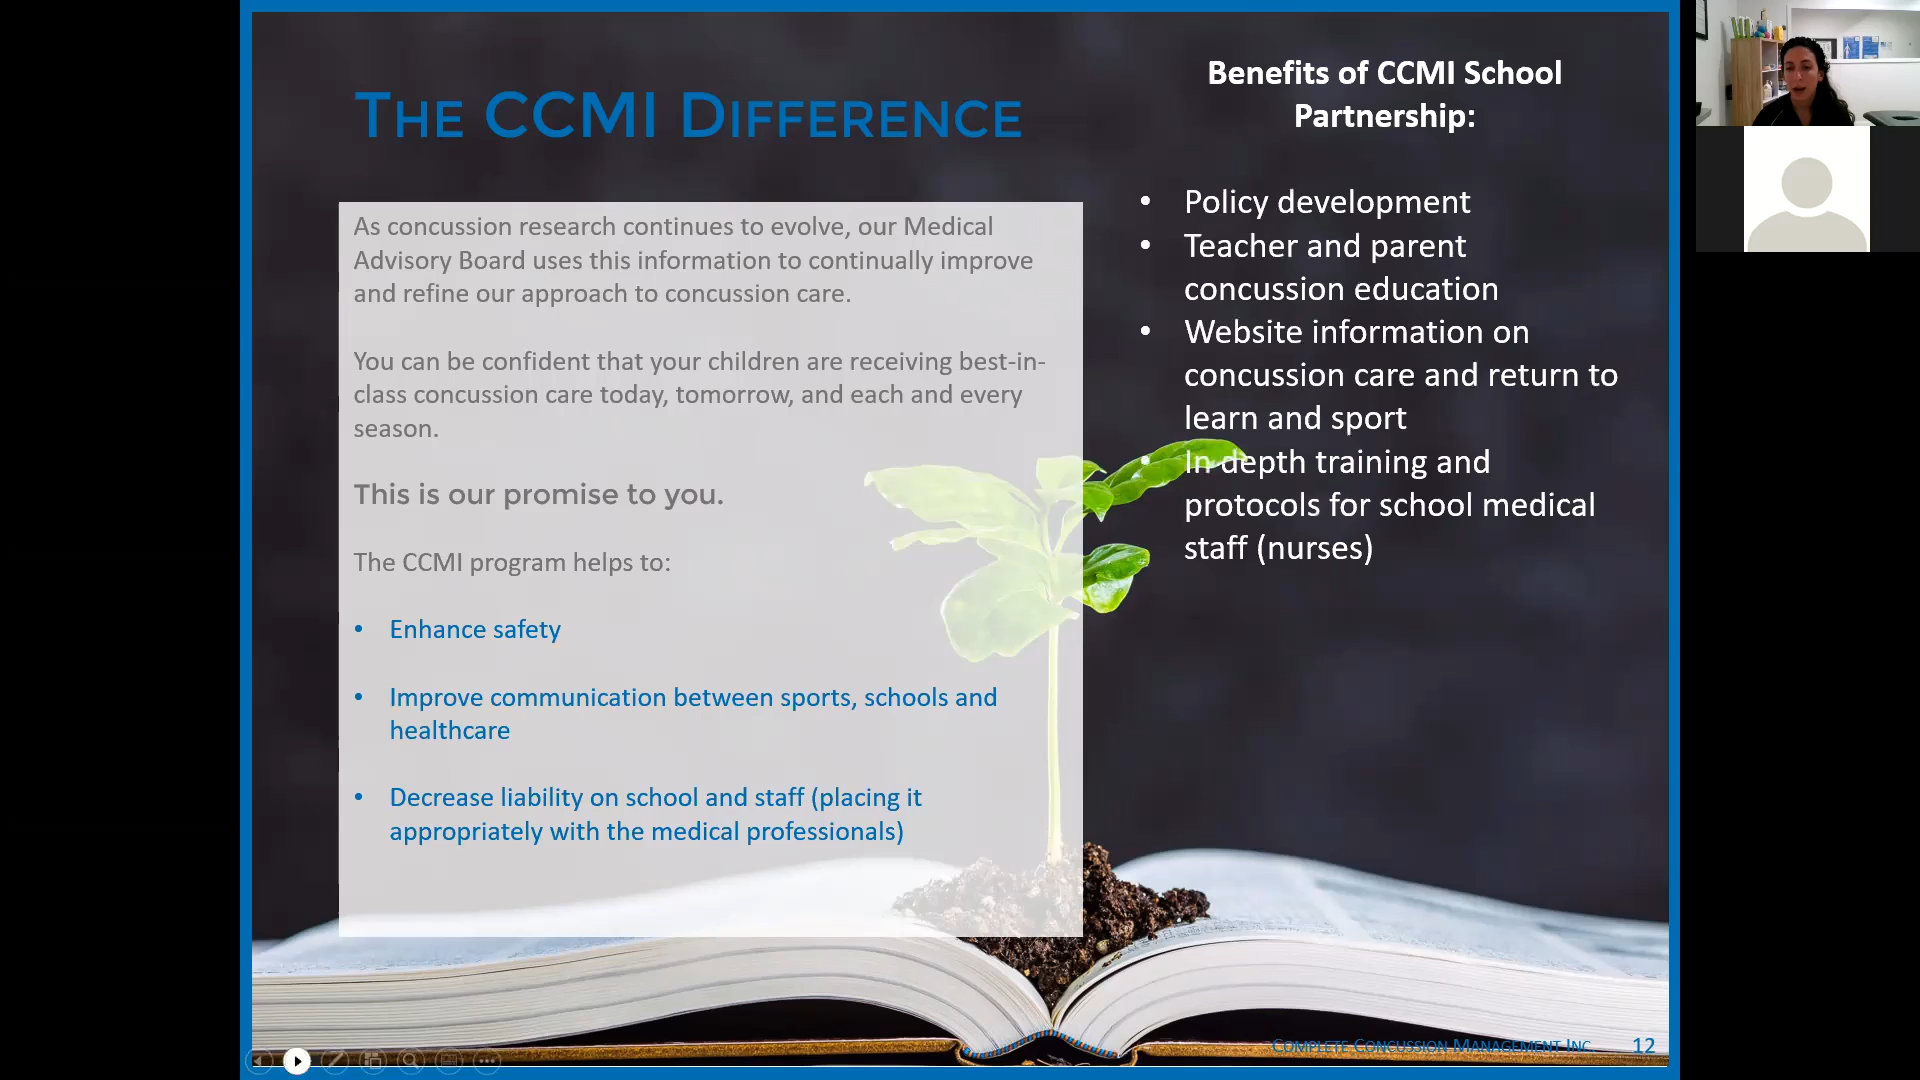 THE CCMI DIFFERENCE
As concussion research continues to evolve, our Medical
Advisory Board uses this information to continually improve
and refine our approach to concussion care.
You can be confident that your children are receiving best-in-
class concussion care today, tomorrow, and each and every
season.
This is our promise to you.
The CCMI program helps to:
• Enhance safety
• Improve communication between sports, schools and
healthcare
• Decrease liability on school and staff (placing it
appropriately with the medical professionals)
Benefits of CCMI School
Partnership:
• Policy development
• Teacher and parent
concussion education
• Website information on
concussion care and return to
learn and sport
• In depth training and
protocols for school medical
staff (nurses)
COMPLETE CONCUSSION MANAGEMENT INC.
12